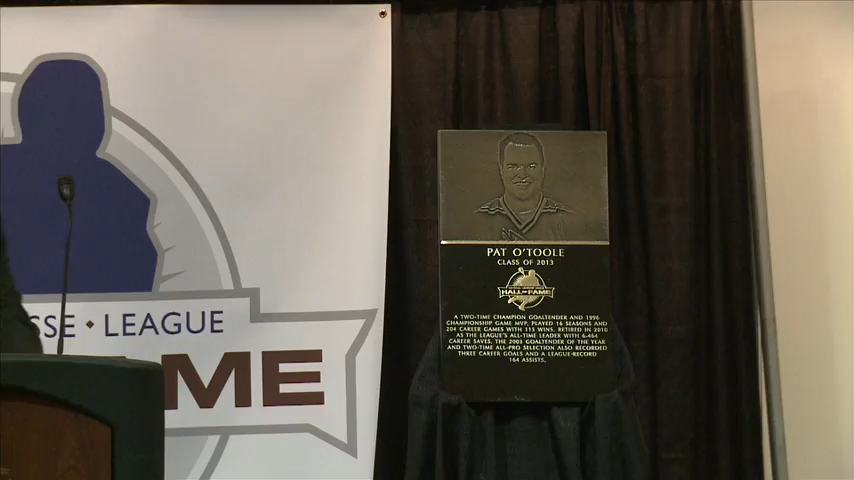 SSE ◆ LEAGUE
ME
PAT O'TOOLE
CLASS OF 2013
HALL OF FAME
A TWO-TIME CHAMPION GOALTENDER AND 1996
CHAMPIONSHIP GAME MVP, PLAYED 16 SEASONS AND
204 CAREER GAMES WITH 115 WINS. RETIRED IN 2010
AS THE LEAGUE'S ALL-TIME LEADER WITH 6,464
CAREER SAVES. THE 2003 GOALTENDER OF THE YEAR
AND TWO-TIME ALL-PRO SELECTION ALSO RECORDED
THREE CAREER GOALS AND A LEAGUE-RECORD
164 ASSISTS.